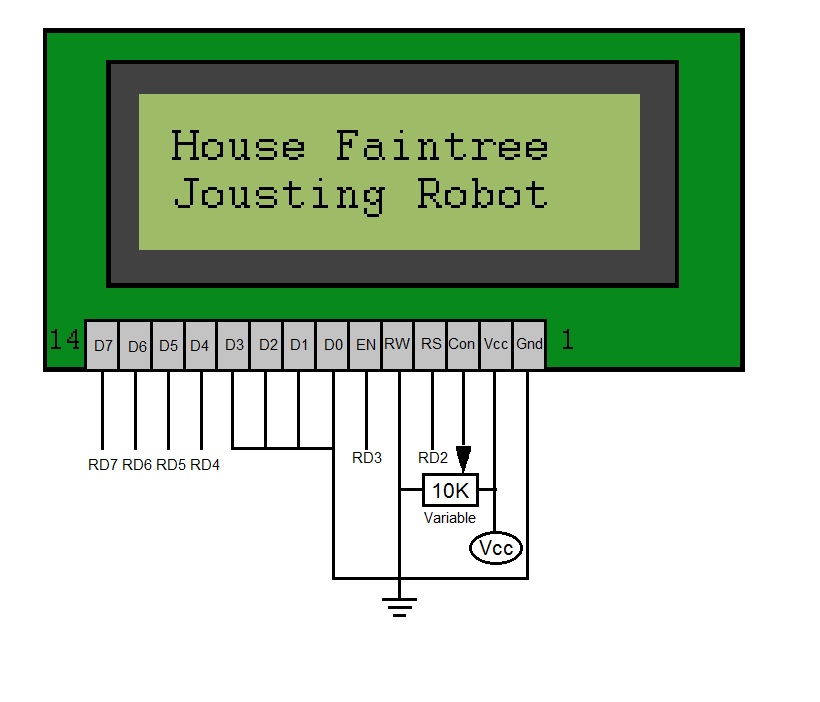 House Faintree
Jousting Robot
14 D7 D6 D5 D4 D3 D2 D1 D0 EN RW RS Con Vcc Gnd 1
RD7 RD6 RD5 RD4 RD3 RD2
10K
Variable
Vcc